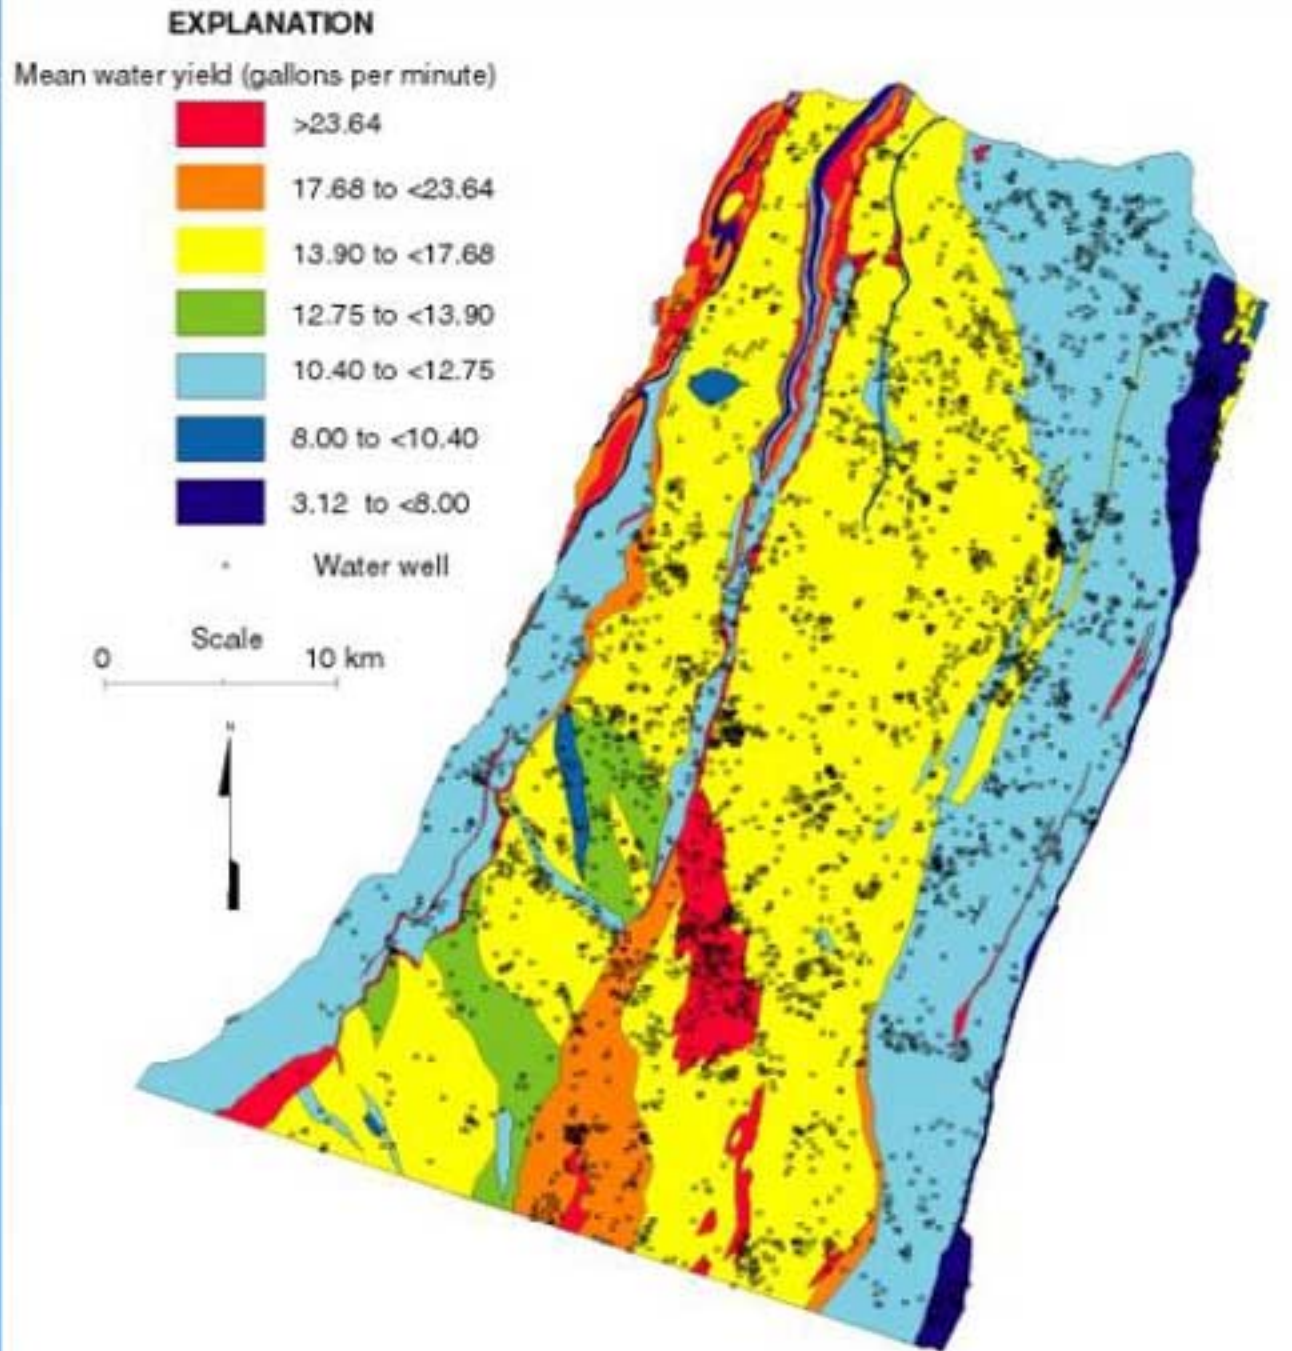 EXPLANATION
Mean water yield (gallons per minute)
>23.64
17.68 to <23.64
13.90 to <17.68
12.75 to <13.90
10.40 to <12.75
8.00 to <10.40
3.12 to <8.00
Water well
Scale
0 10 km
N